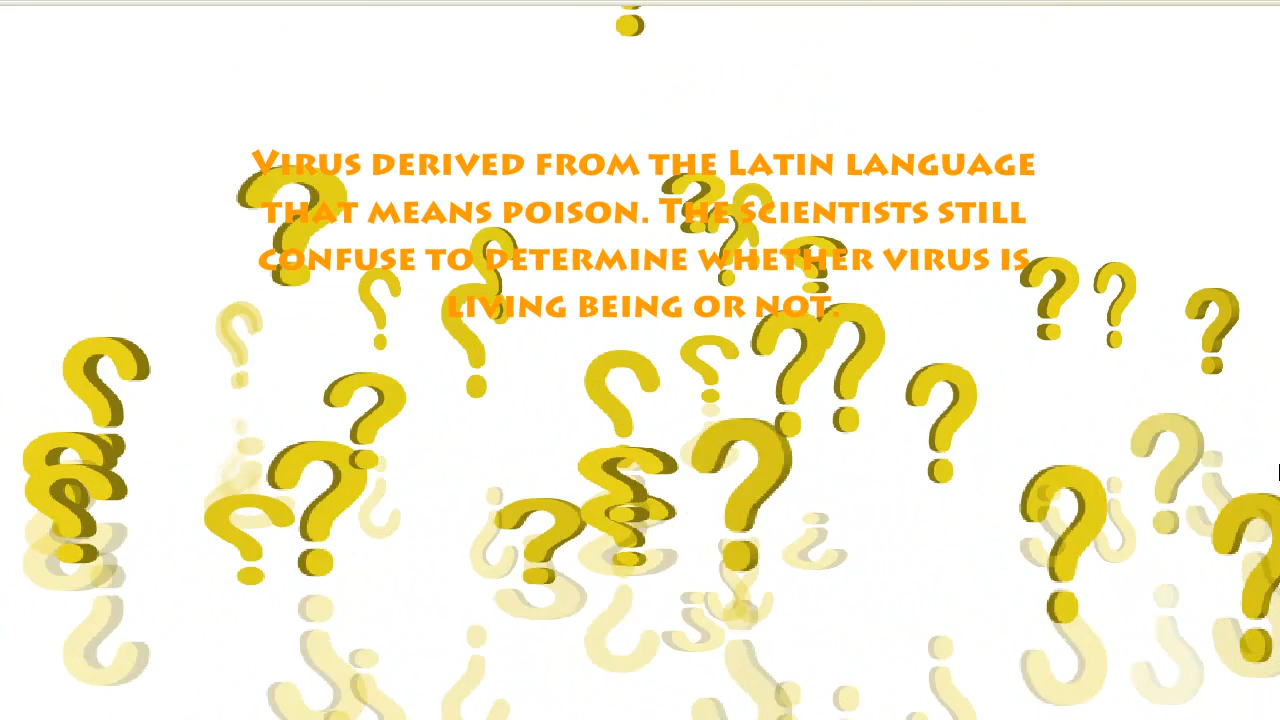 Virus derived from the Latin language
that means poison. The scientists still
confuse to determine whether virus is
living being or not.